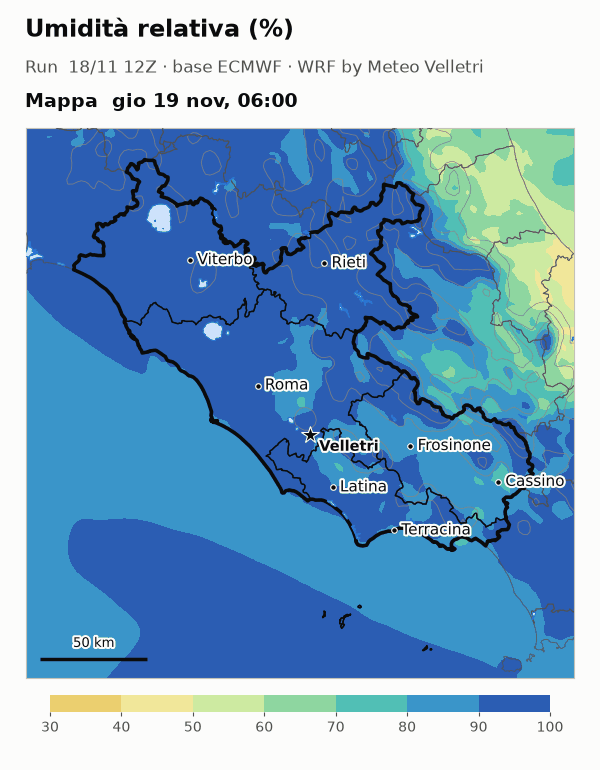 Umidità relativa (%)
Run  18/11 12Z · base ECMWF · WRF by Meteo Velletri
Mappa  gio 19 nov, 06:00
Viterbo
Rieti
Roma
Velletri
Frosinone
Latina
Cassino
Terracina
50 km
30 40 50 60 70 80 90 100